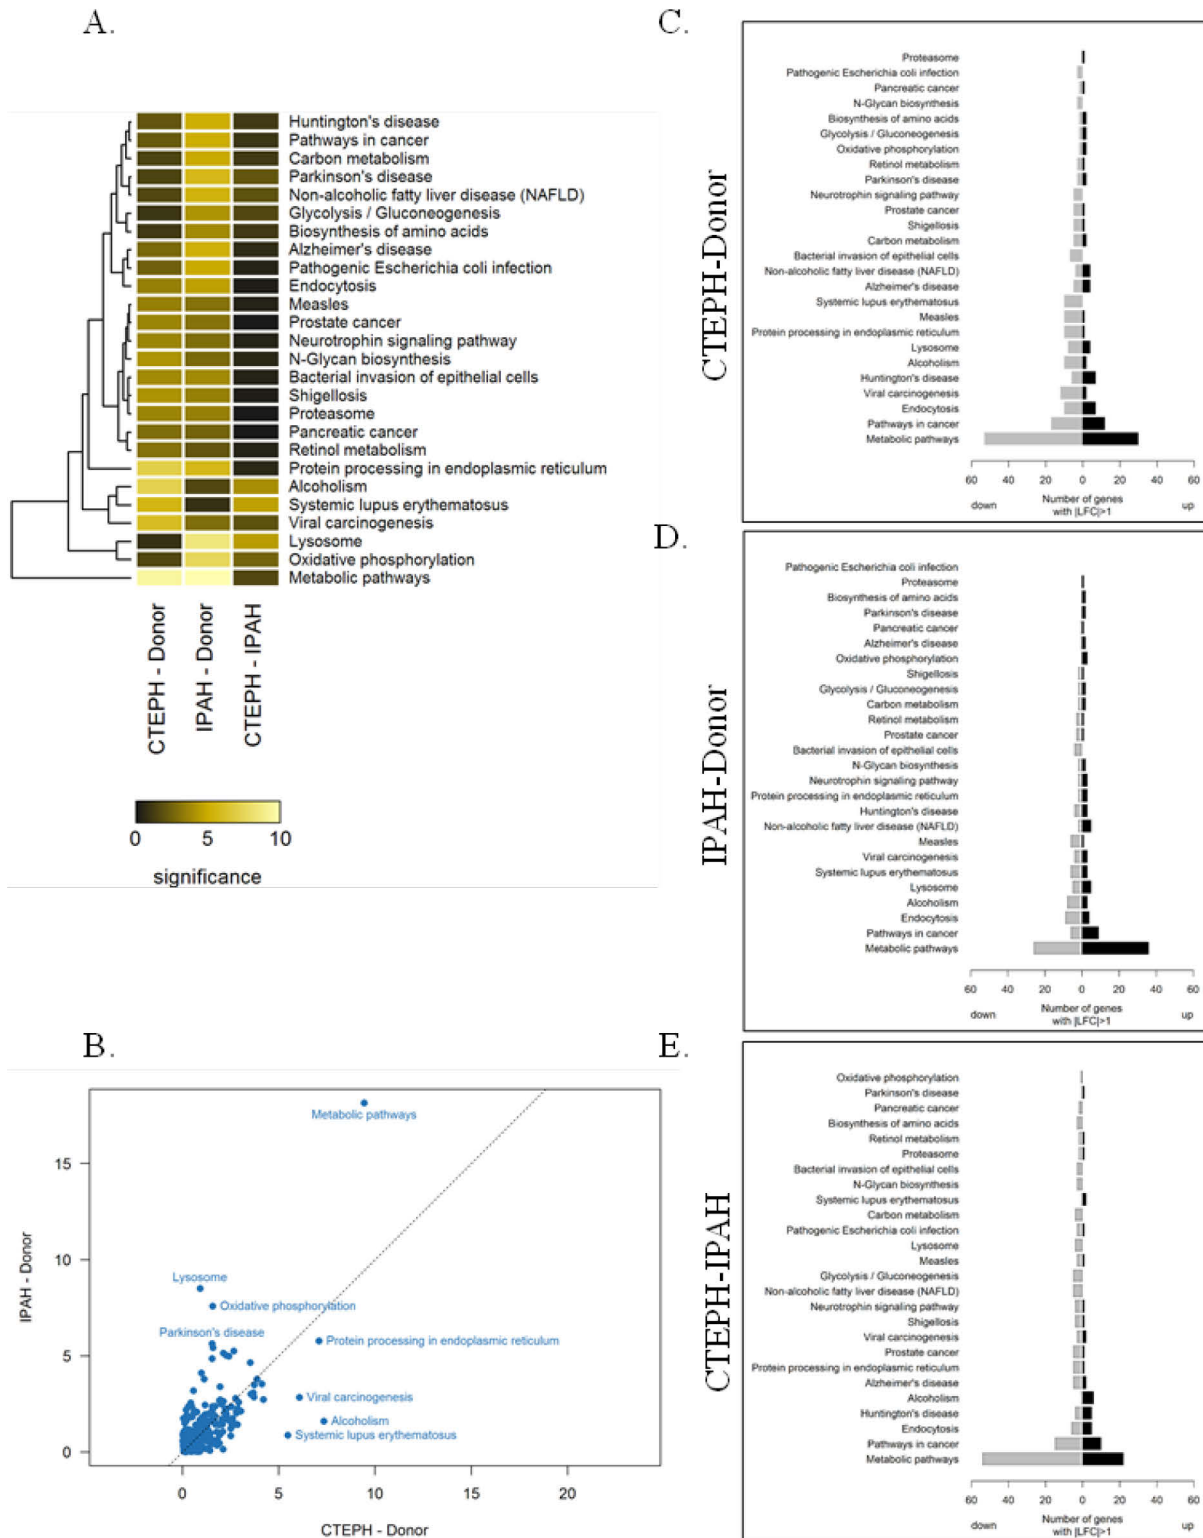 A.
Huntington's disease
Pathways in cancer
Carbon metabolism
Parkinson's disease
Non-alcoholic fatty liver disease (NAFLD)
Glycolysis / Gluconeogenesis
Biosynthesis of amino acids
Alzheimer's disease
Pathogenic Escherichia coli infection
Endocytosis
Measles
Prostate cancer
Neurotrophin signaling pathway
N-Glycan biosynthesis
Bacterial invasion of epithelial cells
Shigellosis
Proteasome
Pancreatic cancer
Retinol metabolism
Protein processing in endoplasmic reticulum
Alcoholism
Systemic lupus erythematosus
Viral carcinogenesis
Lysosome
Oxidative phosphorylation
Metabolic pathways
CTEPH - Donor
IPAH - Donor
CTEPH - IPAH
0 5 10
significance
B.
Metabolic pathways
Lysosome
Oxidative phosphorylation
Parkinson's disease
Protein processing in endoplasmic reticulum
Viral carcinogenesis
Alcoholism
Systemic lupus erythematosus
15
10
5
0
IPAH - Donor
0 5 10 15 20
CTEPH - Donor
C.
CTEPH-Donor
Proteasome
Pathogenic Escherichia coli infection
Pancreatic cancer
N-Glycan biosynthesis
Biosynthesis of amino acids
Glycolysis / Gluconeogenesis
Oxidative phosphorylation
Retinol metabolism
Parkinson's disease
Neurotrophin signaling pathway
Prostate cancer
Shigellosis
Carbon metabolism
Bacterial invasion of epithelial cells
Non-alcoholic fatty liver disease (NAFLD)
Alzheimer's disease
Systemic lupus erythematosus
Measles
Protein processing in endoplasmic reticulum
Lysosome
Alcoholism
Huntington's disease
Viral carcinogenesis
Endocytosis
Pathways in cancer
Metabolic pathways
60 40 20 0 20 40 60
down Number of genes up
with |LFC|>1
D.
IPAH-Donor
Pathogenic Escherichia coli infection
Proteasome
Biosynthesis of amino acids
Parkinson's disease
Pancreatic cancer
Alzheimer's disease
Oxidative phosphorylation
Shigellosis
Glycolysis / Gluconeogenesis
Carbon metabolism
Retinol metabolism
Prostate cancer
Bacterial invasion of epithelial cells
N-Glycan biosynthesis
Neurotrophin signaling pathway
Protein processing in endoplasmic reticulum
Huntington's disease
Non-alcoholic fatty liver disease (NAFLD)
Measles
Viral carcinogenesis
Systemic lupus erythematosus
Lysosome
Alcoholism
Endocytosis
Pathways in cancer
Metabolic pathways
60 40 20 0 20 40 60
down Number of genes up
with |LFC|>1
E.
CTEPH-IPAH
Oxidative phosphorylation
Parkinson's disease
Pancreatic cancer
Biosynthesis of amino acids
Retinol metabolism
Proteasome
Bacterial invasion of epithelial cells
N-Glycan biosynthesis
Systemic lupus erythematosus
Carbon metabolism
Pathogenic Escherichia coli infection
Lysosome
Measles
Glycolysis / Gluconeogenesis
Non-alcoholic fatty liver disease (NAFLD)
Neurotrophin signaling pathway
Shigellosis
Viral carcinogenesis
Prostate cancer
Protein processing in endoplasmic reticulum
Alzheimer's disease
Alcoholism
Huntington's disease
Endocytosis
Pathways in cancer
Metabolic pathways
60 40 20 0 20 40 60
down Number of genes up
with |LFC|>1